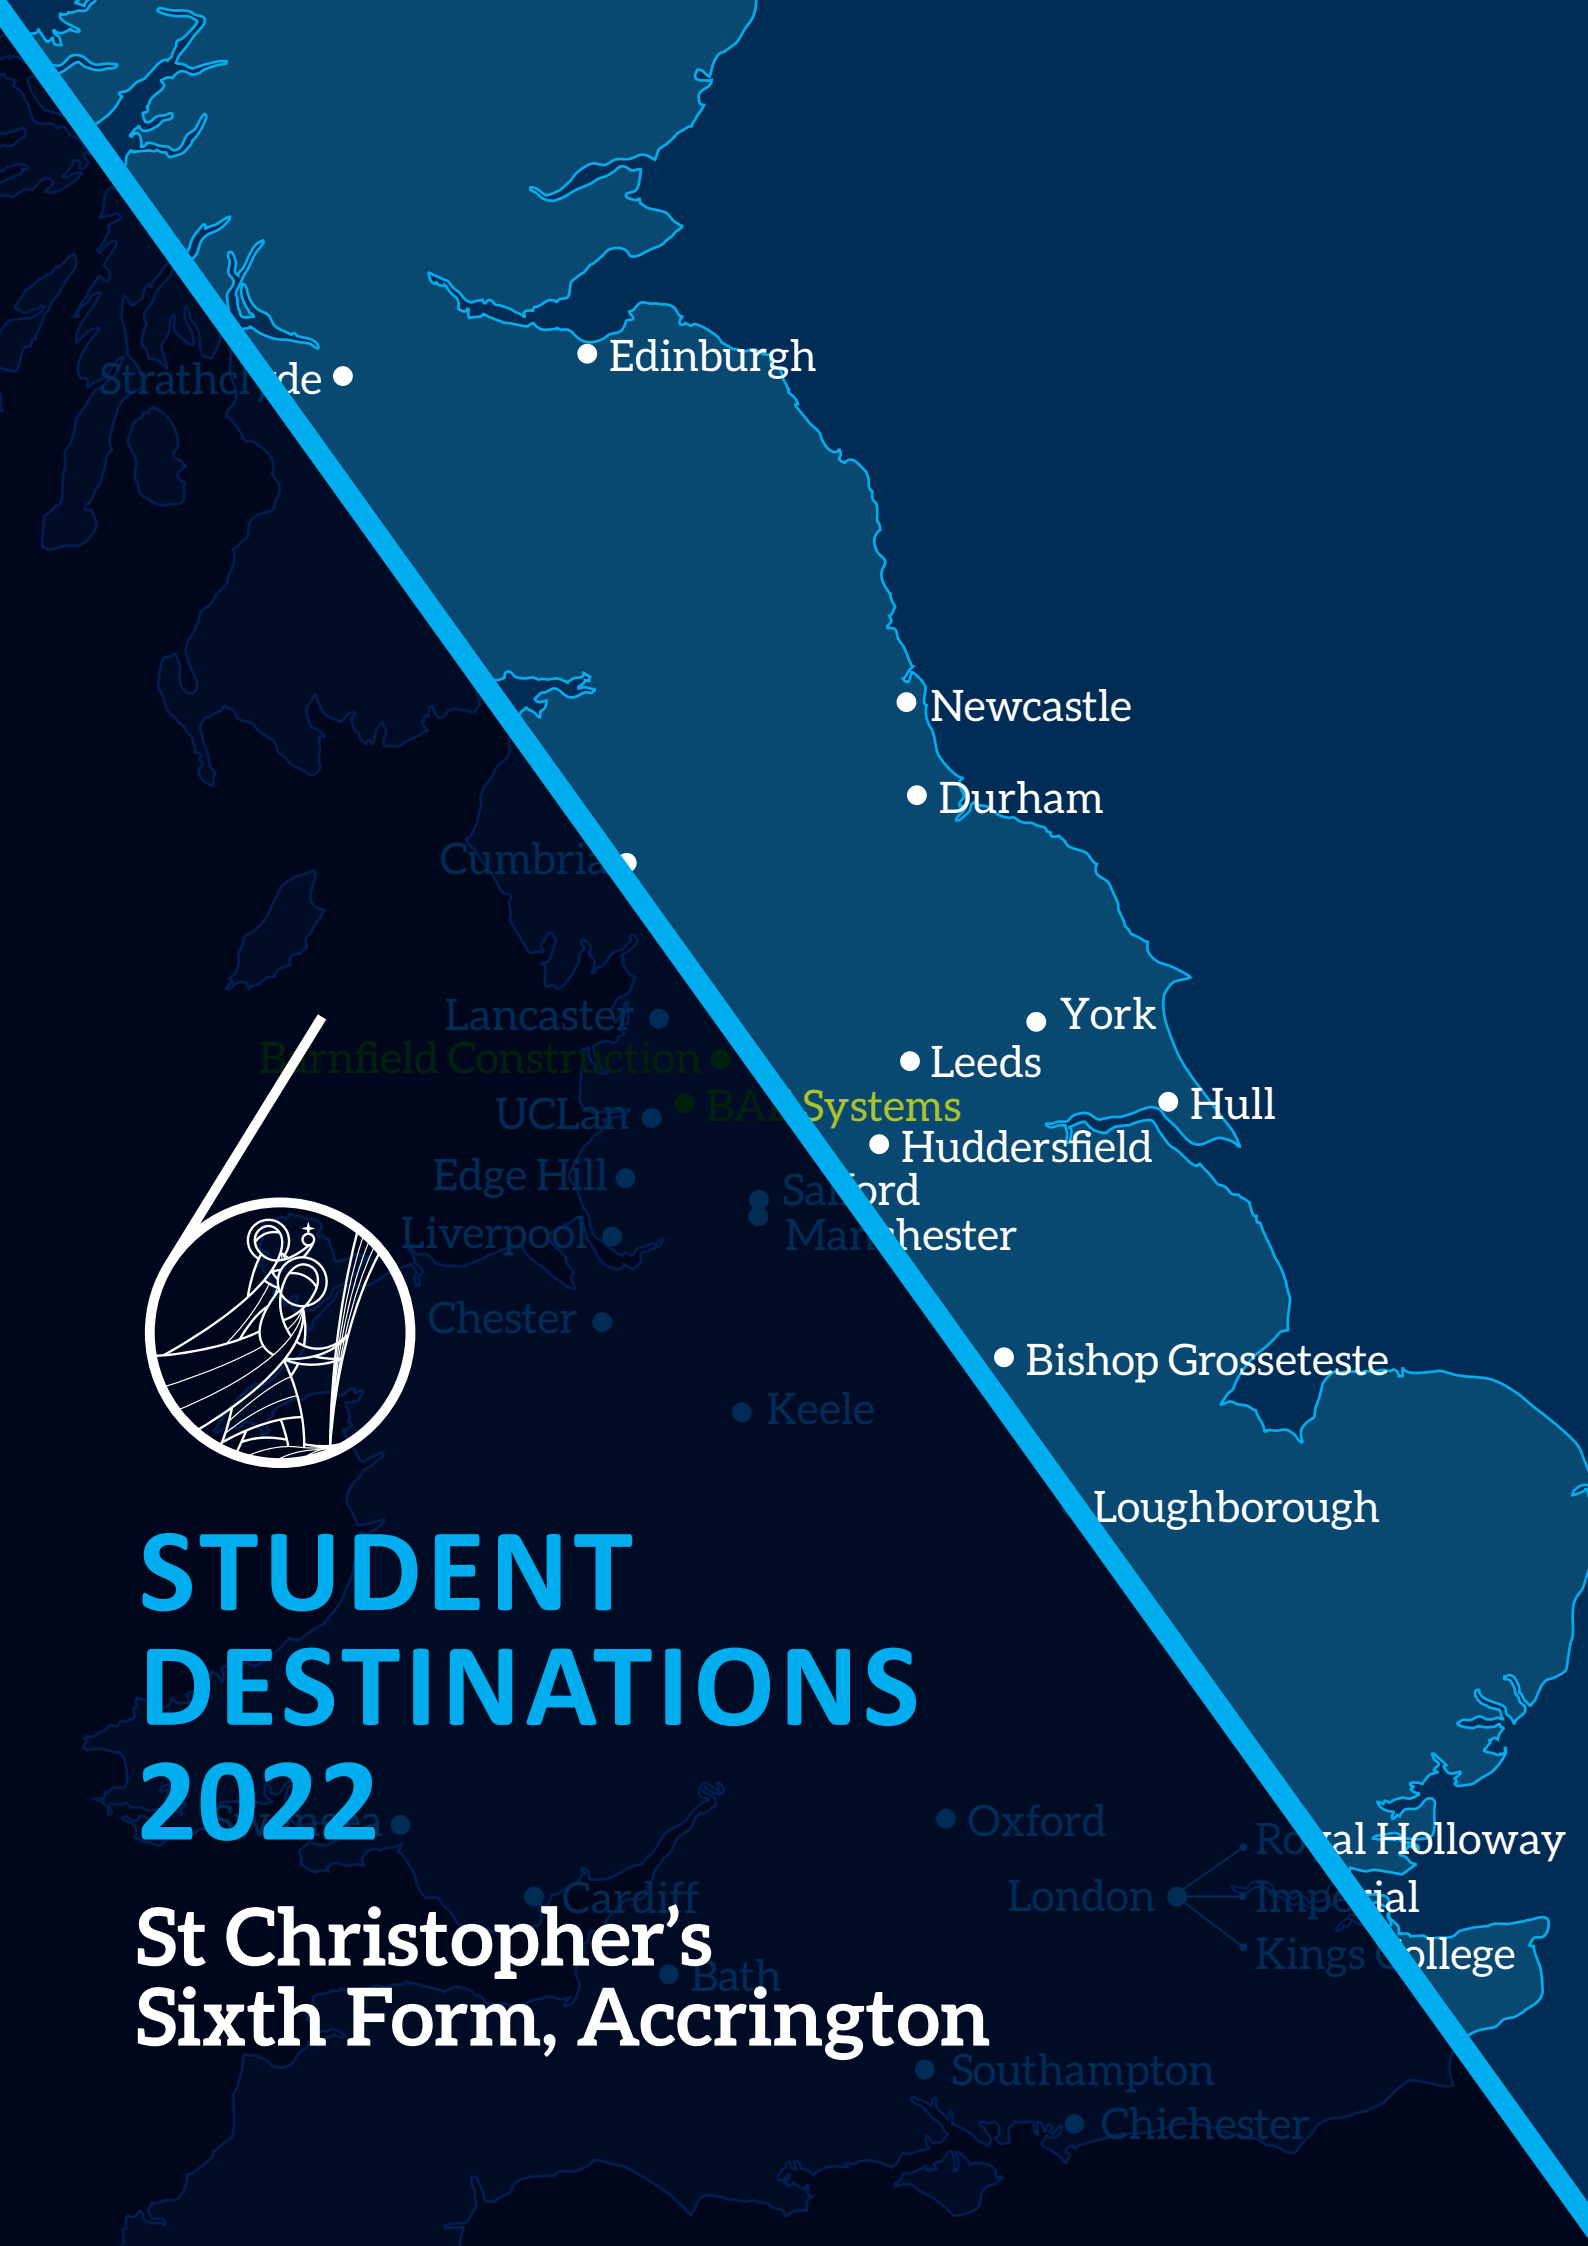 Edinburgh
Strathclyde
Newcastle
Durham
Cumbria
Lancaster
York
Barnfield Construction
Leeds
BAE Systems
Hull
UCLan
Huddersfield
Edge Hill
Salford
Liverpool
Manchester
Chester
Bishop Grosseteste
Keele
Loughborough
STUDENT
DESTINATIONS
2022
Swansea
Oxford
Royal Holloway
Cardiff
London
Imperial
Kings College
St Christopher’s
Bath
Sixth Form, Accrington
Southampton
Chichester